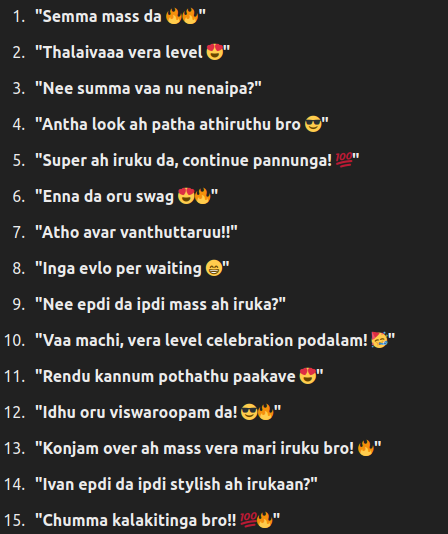 1. "Semma mass da 🔥🔥"
2. "Thalaivaaa vera level 😍"
3. "Nee summa vaa nu nenaipa?"
4. "Antha look ah patha athiruthu bro 😎"
5. "Super ah iruku da, continue pannunga! 💯"
6. "Enna da oru swag 😍🔥"
7. "Atho avar vanthuttaruu!!"
8. "Inga evlo per waiting 😁"
9. "Nee epdi da ipdi mass ah iruka?"
10. "Vaa machi, vera level celebration podalam! 🥳"
11. "Rendu kannum pothathu paakave 😍"
12. "Idhu oru viswaroopam da! 😎🔥"
13. "Konjam over ah mass vera mari iruku bro! 🔥"
14. "Ivan epdi da ipdi stylish ah irukaan?"
15. "Chumma kalakitinga bro!! 💯🔥"